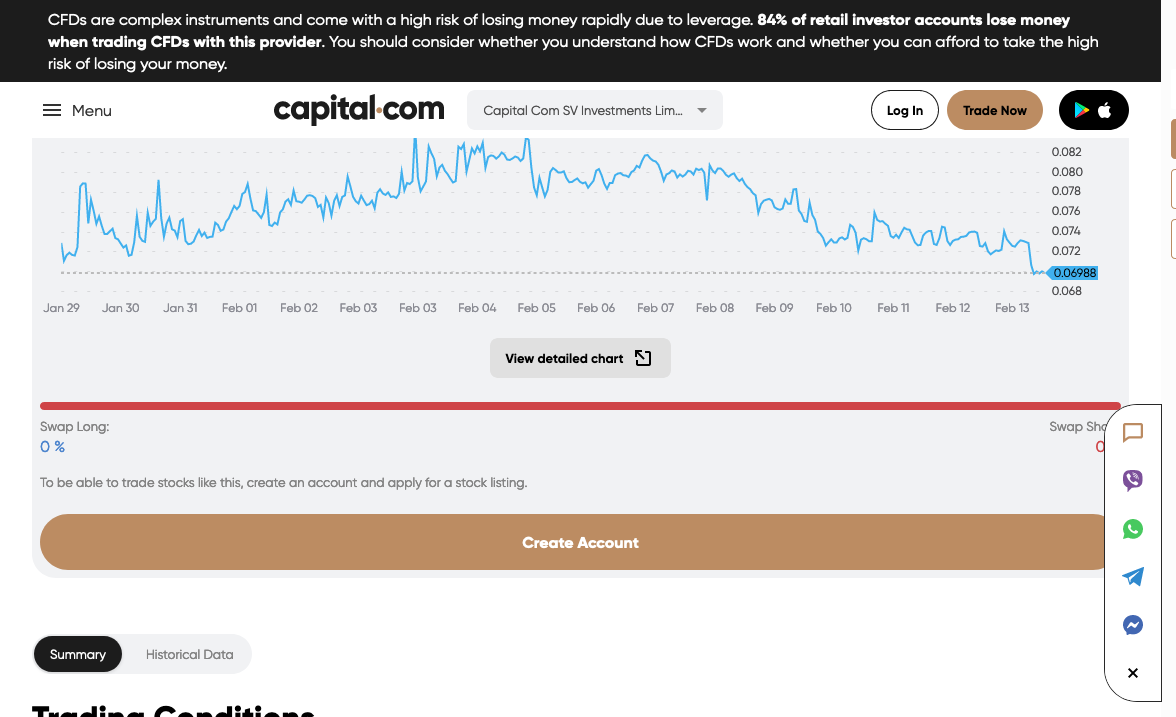 CFDs are complex instruments and come with a high risk of losing money rapidly due to leverage. 84% of retail investor accounts lose money
when trading CFDs with this provider. You should consider whether you understand how CFDs work and whether you can afford to take the high
risk of losing your money.
Menu
capital.com
Capital Com SV Investments Lim...
Log In
Trade Now
0.082
0.080
0.078
0.076
0.074
0.072
0.06988
0.068
Jan 29 Jan 30 Jan 31 Feb 01 Feb 02 Feb 03 Feb 03 Feb 04 Feb 05 Feb 06 Feb 07 Feb 08 Feb 09 Feb 10 Feb 11 Feb 12 Feb 13
View detailed chart
Swap Long: Swap
0 % 0
To be able to trade stocks like this, create an account and apply for a stock listing.
Create Account
Summary Historical Data
Trading Conditions